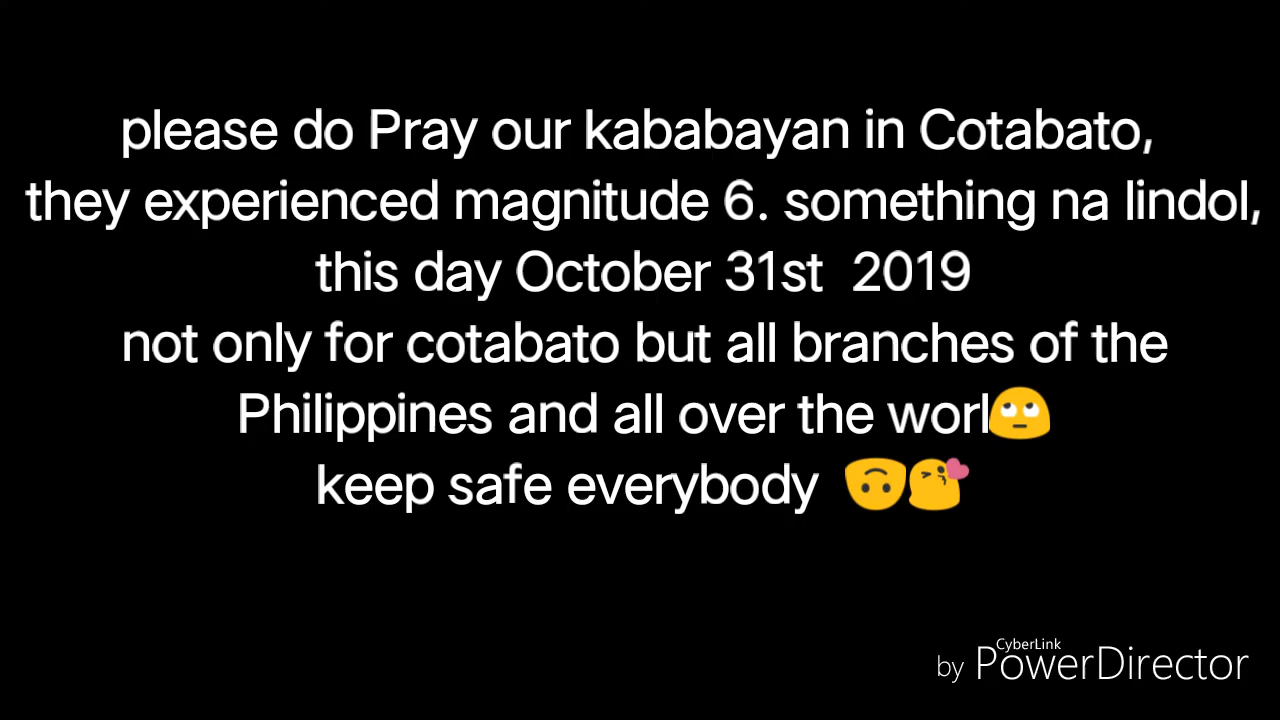 please do Pray our kababayan in Cotabato,
they experienced magnitude 6. something na lindol,
this day October 31st 2019
not only for cotabato but all branches of the
Philippines and all over the worl🙄
keep safe everybody 🙃😘
CyberLink
by PowerDirector